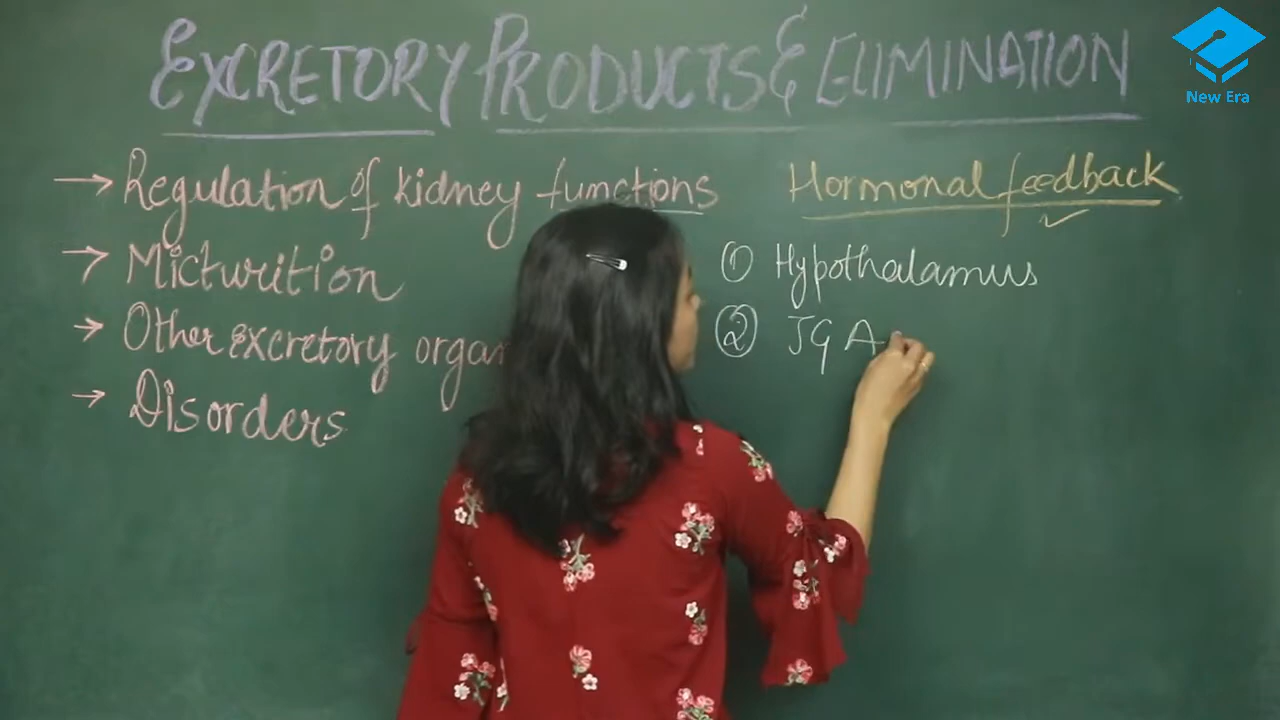 EXCRETORY PRODUCTS & ELIMINATION
→ Regulation of kidney functions
→ Micturition
→ Other excretory organ
→ Disorders
Hormonal feedback
① Hypothalamus
② JGA
New Era